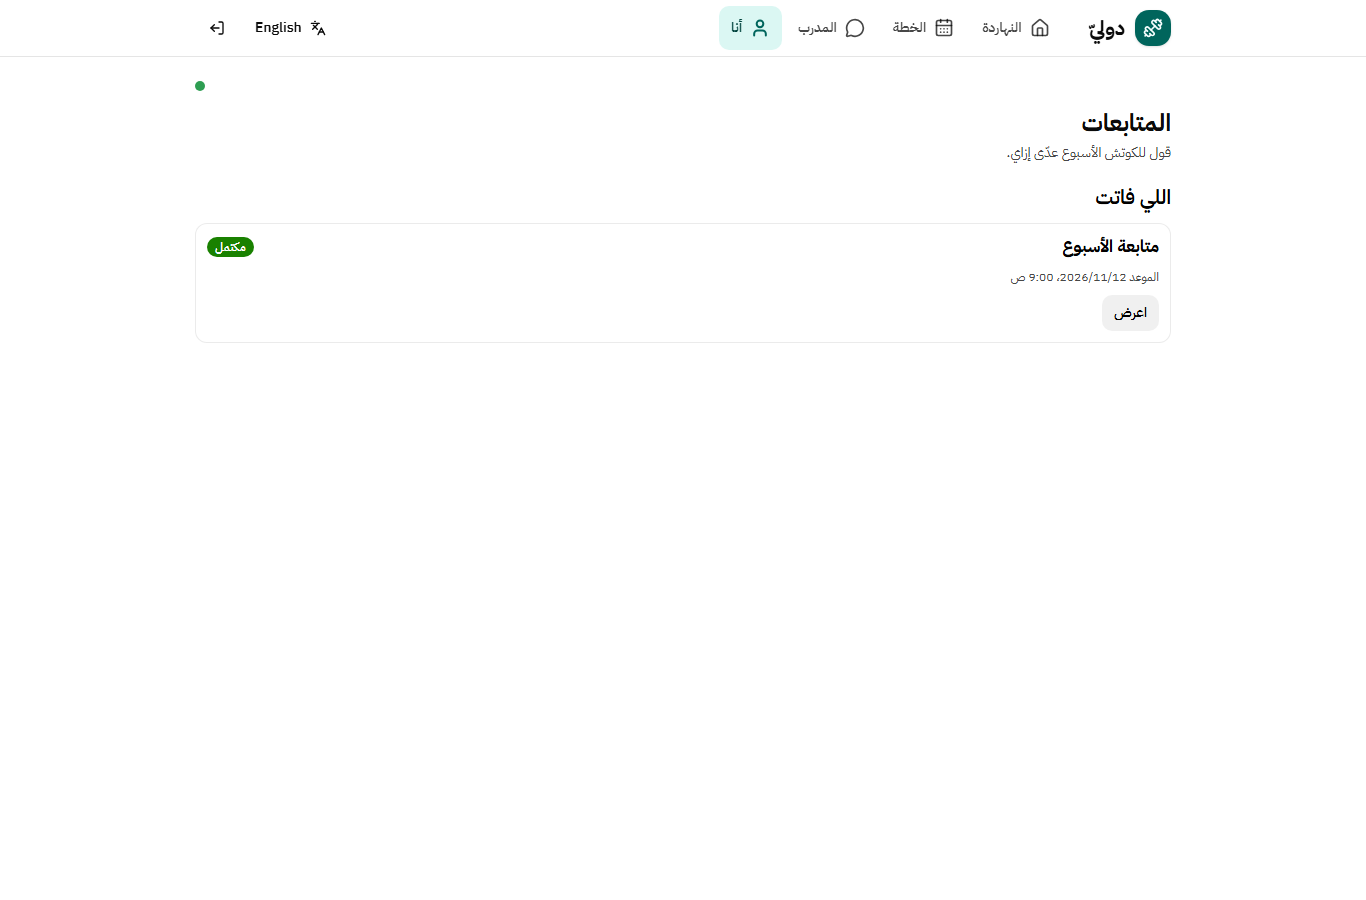 دوليّ
النهاردة
الخطة
المدرب
أنا
English
المتابعات
قول للكوتش الأسبوع عدّى إزاي.
اللي فاتت
متابعة الأسبوع
مكتمل
الموعد 2026/11/12، 9:00 ص
اعرض